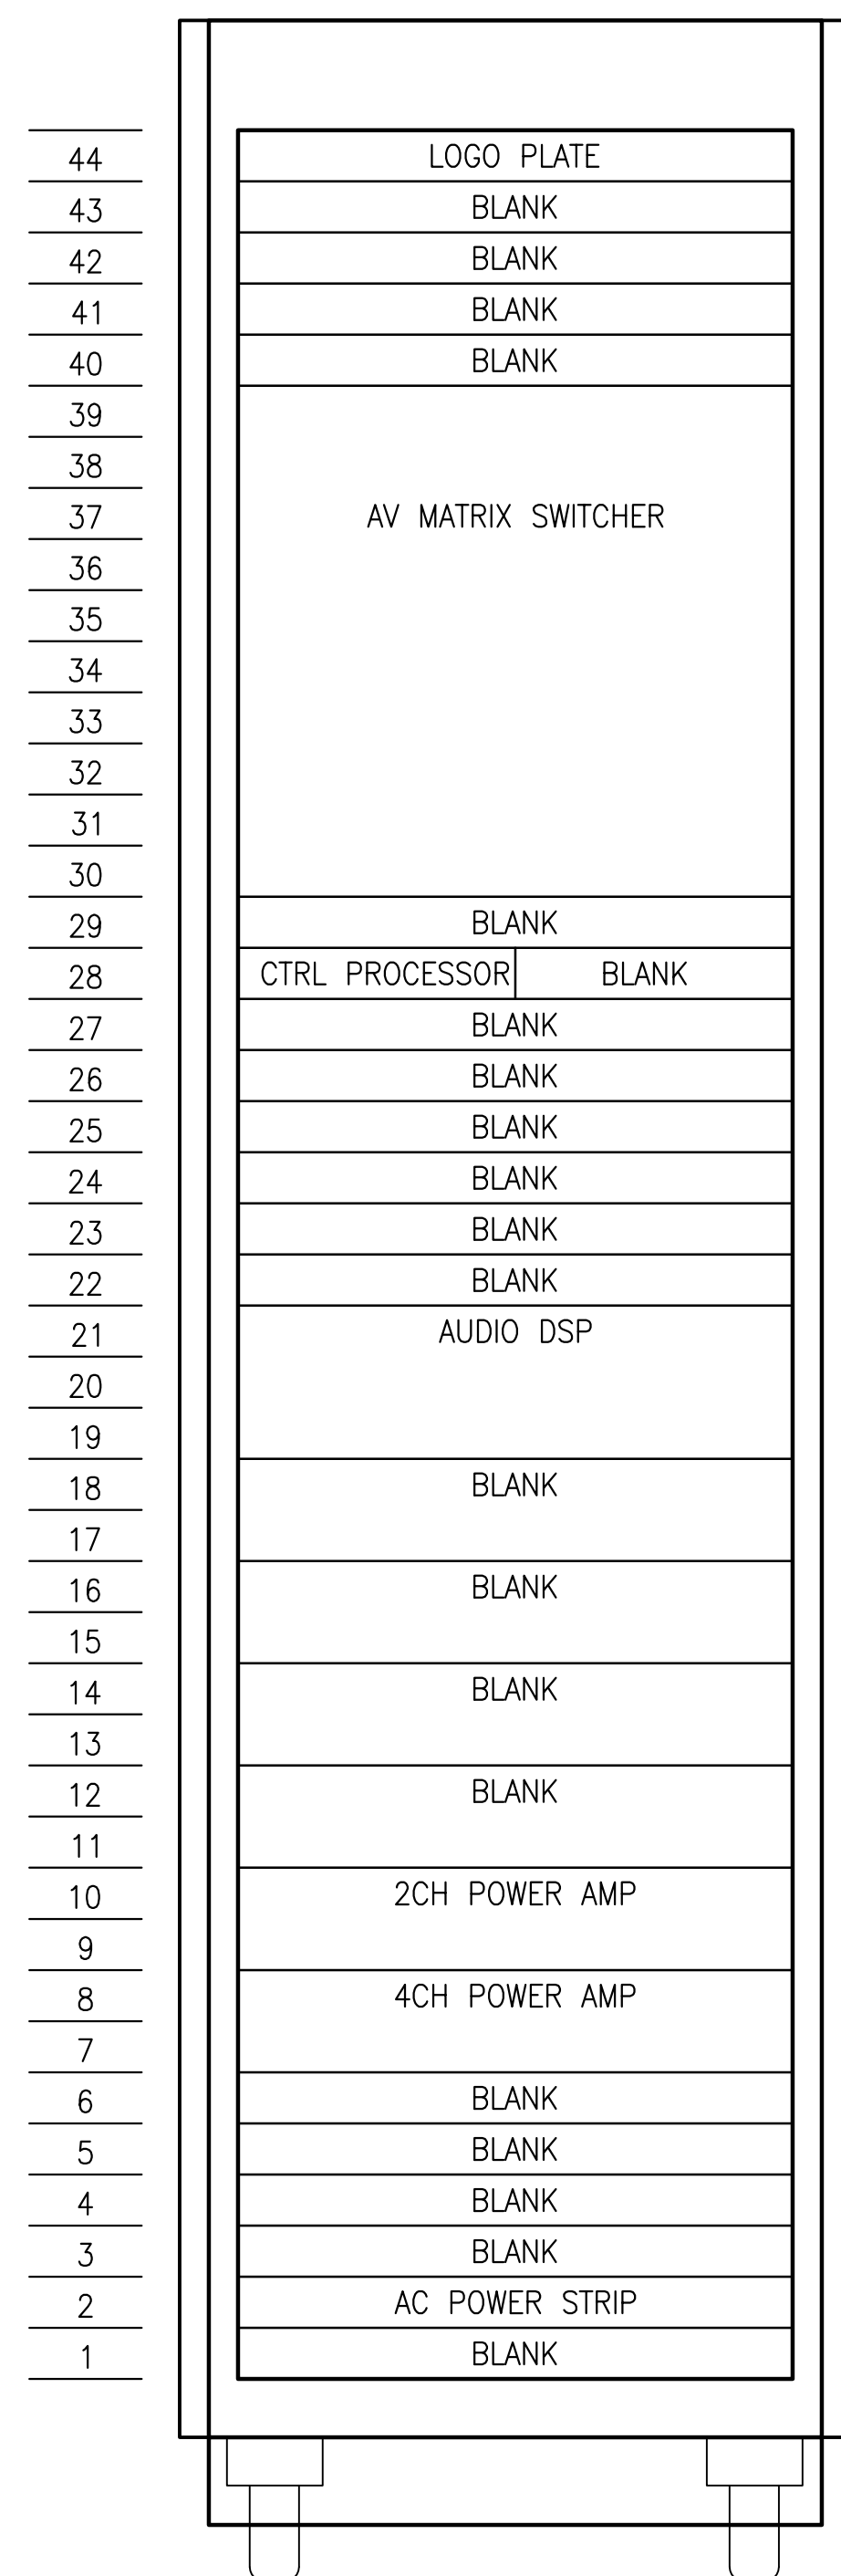 44 LOGO PLATE
43 BLANK
42 BLANK
41 BLANK
40 BLANK
39
38
37 AV MATRIX SWITCHER
36
35
34
33
32
31
30
29 BLANK
28 CTRL PROCESSOR BLANK
27 BLANK
26 BLANK
25 BLANK
24 BLANK
23 BLANK
22 BLANK
21 AUDIO DSP
20
19
18 BLANK
17
16 BLANK
15
14 BLANK
13
12 BLANK
11
10 2CH POWER AMP
9
8 4CH POWER AMP
7
6 BLANK
5 BLANK
4 BLANK
3 BLANK
2 AC POWER STRIP
1 BLANK